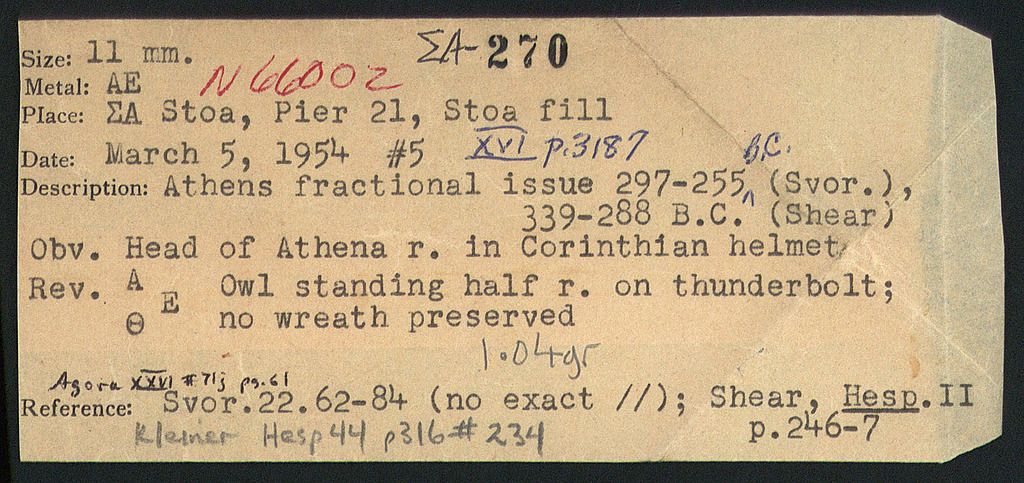 Size: 11 mm. ΣΑ-270
Metal: AE N66002
Place: ΣΑ Stoa, Pier 21, Stoa fill
Date: March 5, 1954 #5 XVI p.3187
Description: Athens fractional issue 297-255 B.C. (Svor.),
339-288 B.C. (Shear)
Obv. Head of Athena r. in Corinthian helmet
Rev. A E Owl standing half r. on thunderbolt;
Θ no wreath preserved
1.04gr
Agora XXVI #71j pg.61
Reference: Svor.22.62-84 (no exact //); Shear, Hesp.II
p.246-7
Kleiner Hesp 44 p316 # 234